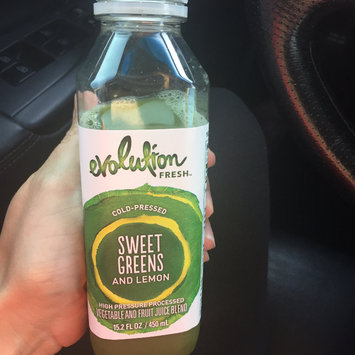 evolution
FRESH™
COLD-PRESSED
SWEET
GREENS
AND LEMON
HIGH PRESSURE PROCESSED
VEGETABLE AND FRUIT JUICE BLEND
15.2 FL OZ / 450 mL